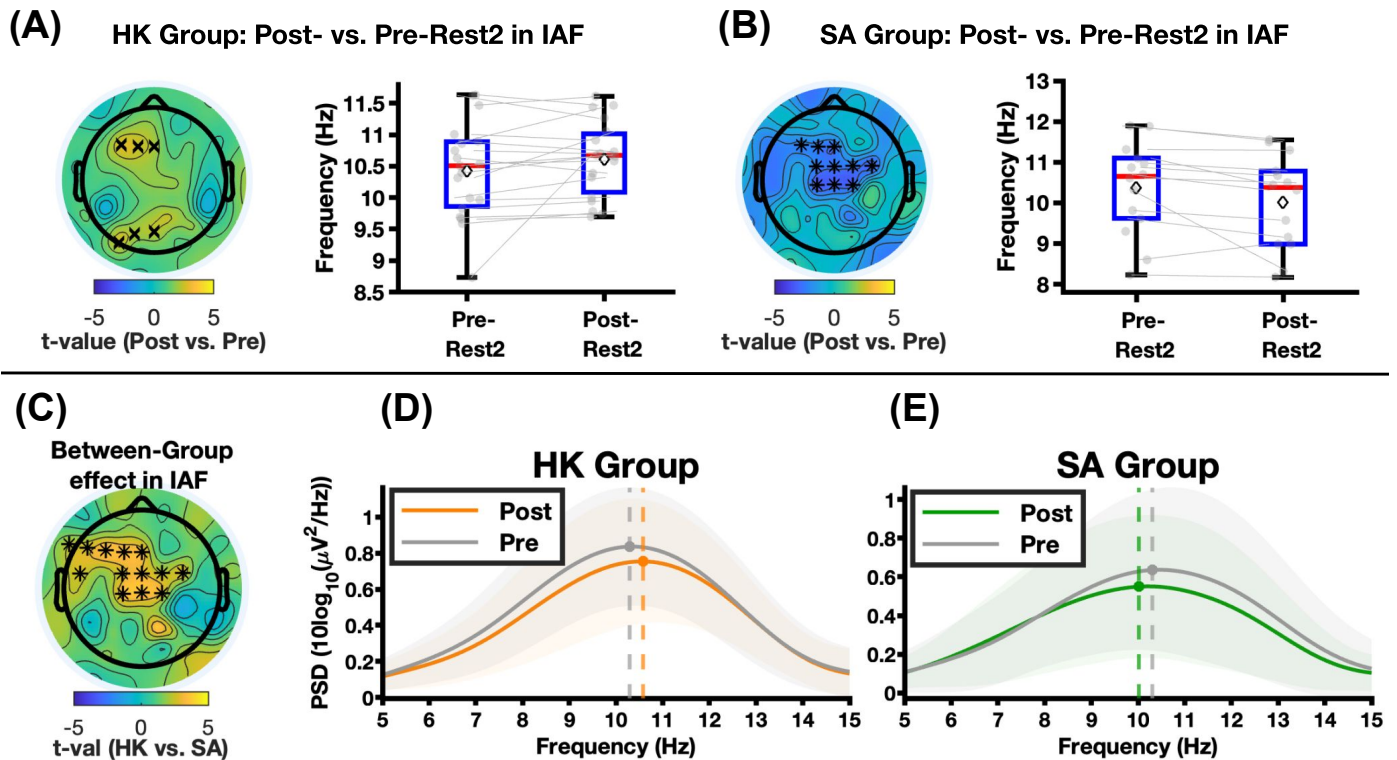 (A)
HK Group: Post- vs. Pre-Rest2 in IAF
-5 0 5
t-value (Post vs. Pre)
Frequency (Hz)
11.5
11
10.5
10
9.5
9
8.5
Pre-
Rest2
Post-
Rest2
(B)
SA Group: Post- vs. Pre-Rest2 in IAF
-5 0 5
t-value (Post vs. Pre)
Frequency (Hz)
13
12
11
10
9
8
Pre-
Rest2
Post-
Rest2
(C)
Between-Group
effect in IAF
-5 0 5
t-val (HK vs. SA)
(D)
HK Group
Post
Pre
PSD (10log10(μV2/Hz))
1
0.8
0.6
0.4
0.2
0
5 6 7 8 9 10 11 12 13 14 15
Frequency (Hz)
(E)
SA Group
Post
Pre
1
0.8
0.6
0.4
0.2
0
5 6 7 8 9 10 11 12 13 14 15
Frequency (Hz)